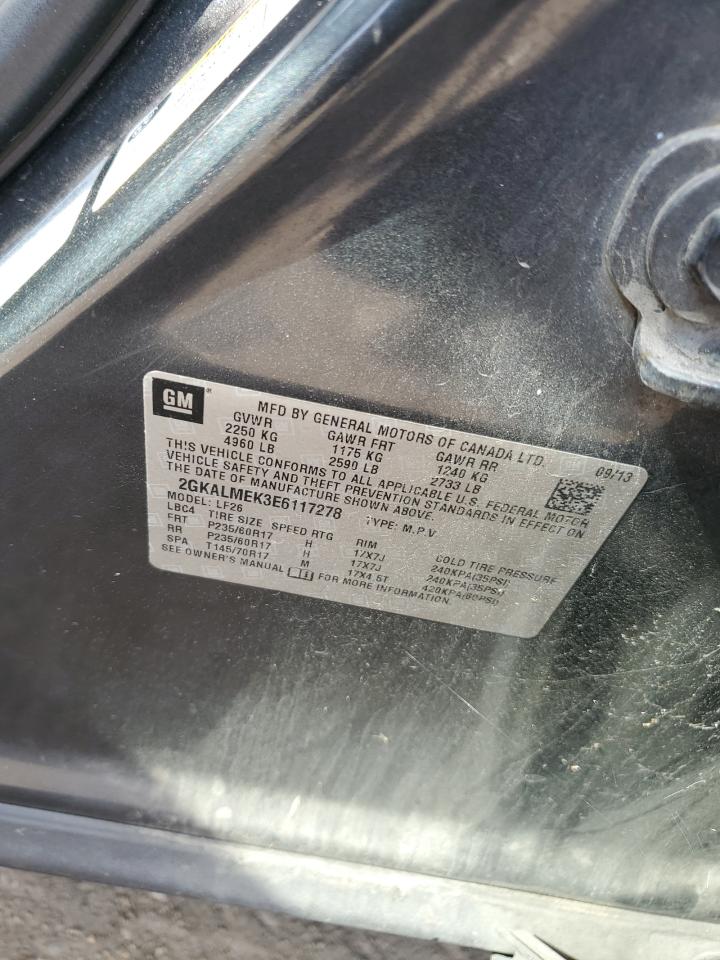 GM
MFD BY GENERAL MOTORS OF CANADA LTD.
GVWR GAWR FRT GAWR RR 09/13
2250 KG 1175 KG 1240 KG
4960 LB 2590 LB 2733 LB
THIS VEHICLE CONFORMS TO ALL APPLICABLE U.S. FEDERAL MOTOR
VEHICLE SAFETY AND THEFT PREVENTION STANDARDS IN EFFECT ON
THE DATE OF MANUFACTURE SHOWN ABOVE.
2GKALMEK3E6117278 TYPE: M.P.V
MODEL: LF26
LBC4 TIRE SIZE SPEED RTG RIM COLD TIRE PRESSURE
FRT P235/60R17 H 17X7J 240KPA(35PSI)
RR P235/60R17 H 17X7J 240KPA(35PSI)
SPA T145/70R17 M 17X4.5T 420KPA(60PSI)
SEE OWNER'S MANUAL FOR MORE INFORMATION.